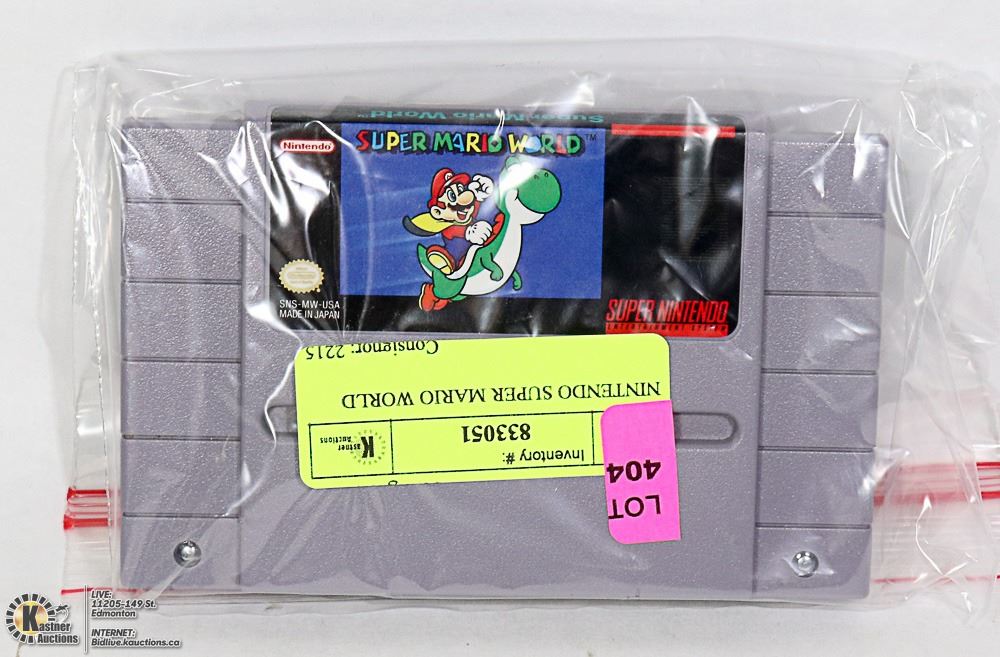 Super Mario World
Nintendo
SUPER MARIO WORLD™
SNS-MW-USA
MADE IN JAPAN
SUPER NINTENDO
ENTERTAINMENT SYSTEM
LOT
404
Inventory #:
833051
Kastner
Auctions
NINTENDO SUPER MARIO WORLD
Consignor: 2215
Kastner
Auctions
LIVE:
11205-149 St.
Edmonton
INTERNET:
Bidlive.kauctions.ca